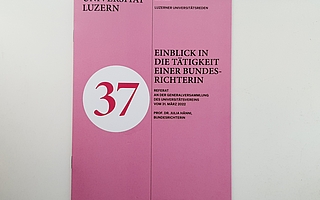 UNIVERSITÄT
LUZERN
LUZERNER UNIVERSITÄTSREDEN
EINBLICK IN
DIE TÄTIGKEIT
EINER BUNDES-
RICHTERIN
37
REFERAT
AN DER GENERALVERSAMMLUNG
DES UNIVERSITÄTSVEREINS
VOM 31. MÄRZ 2022
PROF. DR. JULIA HÄNNI,
BUNDESRICHTERIN